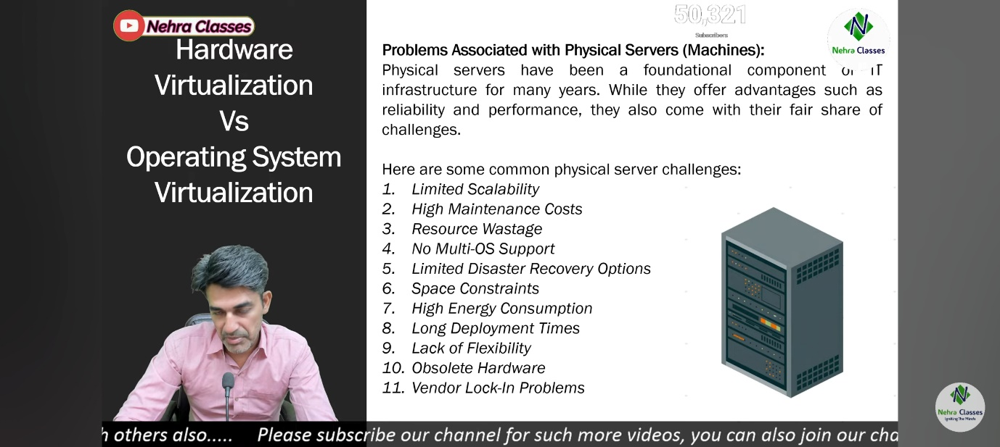 Nehra Classes
Hardware
Virtualization
Vs
Operating System
Virtualization
50,321
Subscribers
Nehra Classes
Problems Associated with Physical Servers (Machines):
Physical servers have been a foundational component of IT
infrastructure for many years. While they offer advantages such as
reliability and performance, they also come with their fair share of
challenges.
Here are some common physical server challenges:
1. Limited Scalability
2. High Maintenance Costs
3. Resource Wastage
4. No Multi-OS Support
5. Limited Disaster Recovery Options
6. Space Constraints
7. High Energy Consumption
8. Long Deployment Times
9. Lack of Flexibility
10. Obsolete Hardware
11. Vendor Lock-In Problems
Nehra Classes
Igniting The Minds
h others also..... Please subscribe our channel for such more videos, you can also join our cha